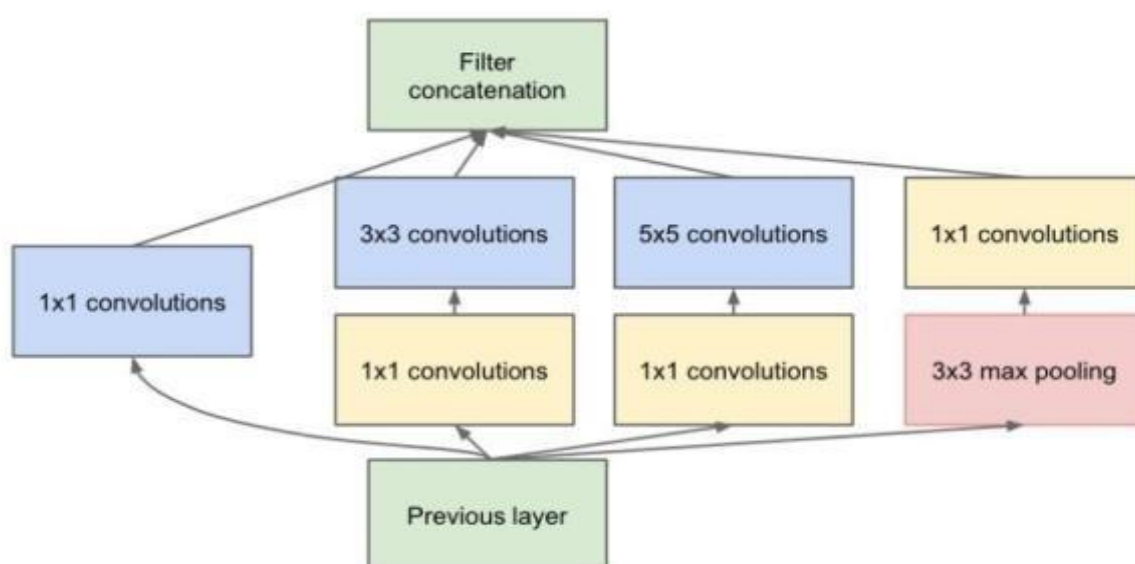 Filter
concatenation
3x3 convolutions
5x5 convolutions
1x1 convolutions
1x1 convolutions
1x1 convolutions
1x1 convolutions
3x3 max pooling
Previous layer